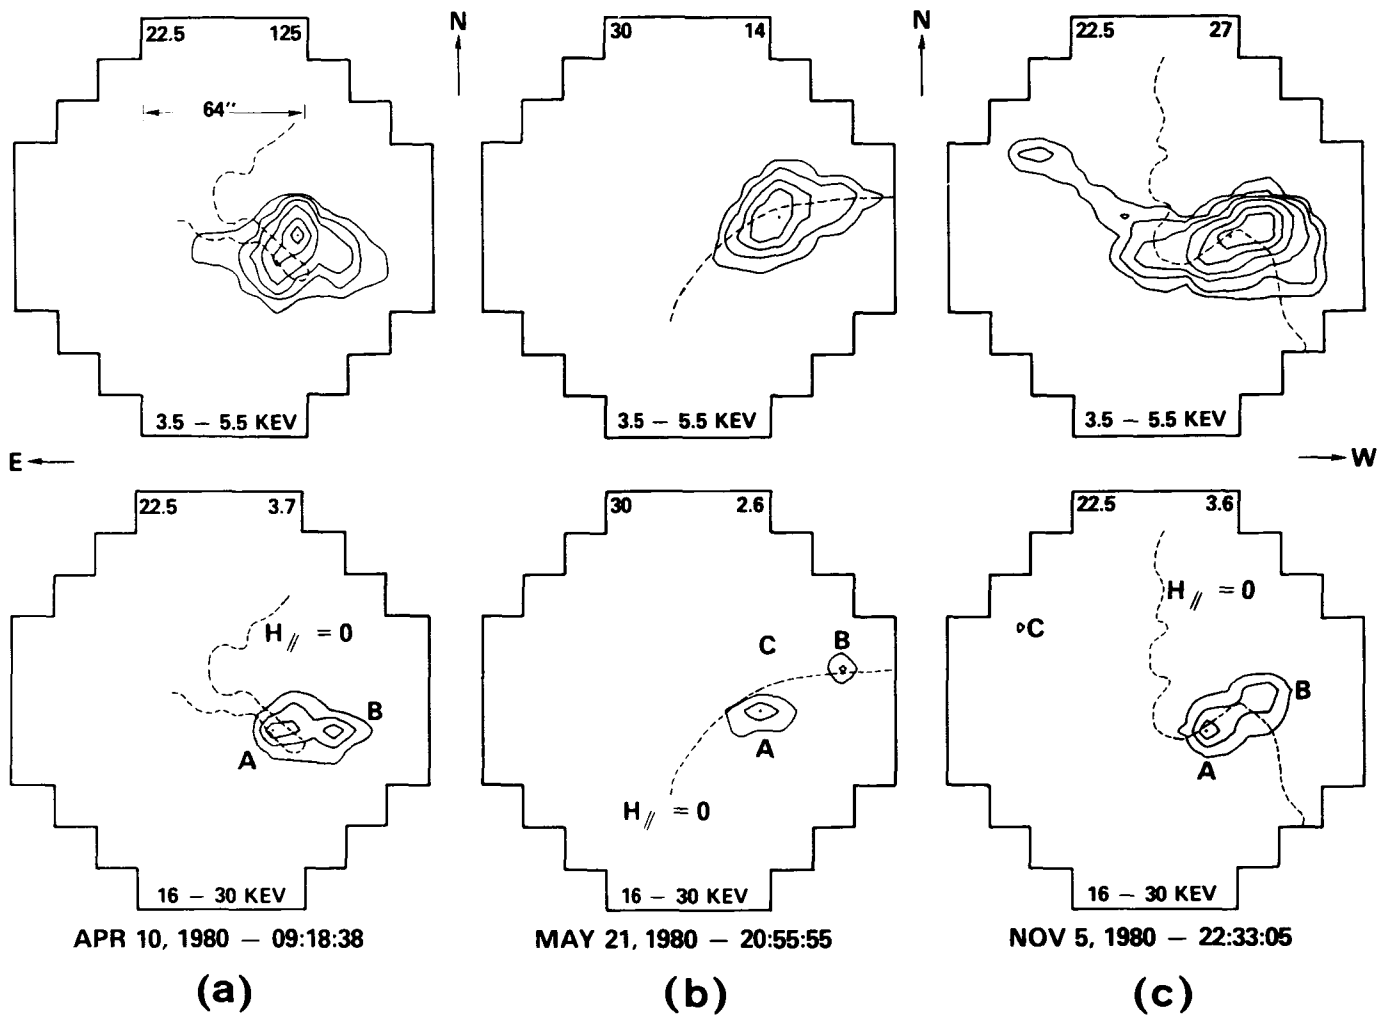 N
N
22.5 125
30 14
22.5 27
64''
3.5 – 5.5 KEV
3.5 – 5.5 KEV
3.5 – 5.5 KEV
E
W
22.5 3.7
30 2.6
22.5 3.6
H∥ = 0
H∥ = 0
C
B
C
B
A
B
A
A
B
H∥ = 0
16 – 30 KEV
16 – 30 KEV
16 – 30 KEV
APR 10, 1980 – 09:18:38
MAY 21, 1980 – 20:55:55
NOV 5, 1980 – 22:33:05
(a)
(b)
(c)